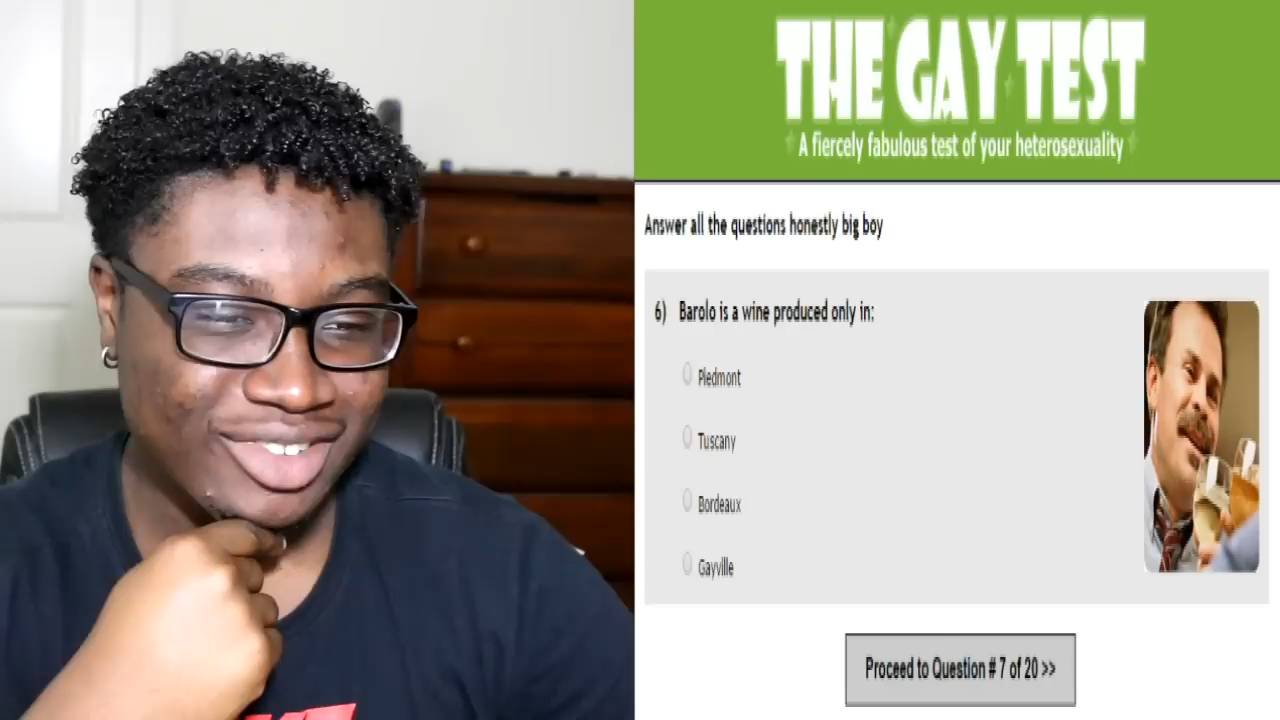 THE GAY TEST
A fiercely fabulous test of your heterosexuality
Answer all the questions honestly big boy
6) Barolo is a wine produced only in:
Piedmont
Tuscany
Bordeaux
Gayville
Proceed to Question # 7 of 20 >>